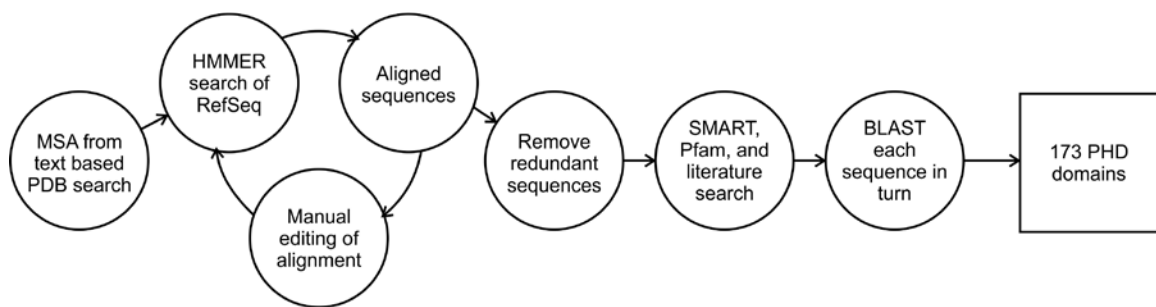 MSA from
text based
PDB search
HMMER
search of
RefSeq
Aligned
sequences
Manual
editing of
alignment
Remove
redundant
sequences
SMART,
Pfam, and
literature
search
BLAST
each
sequence in
turn
173 PHD
domains